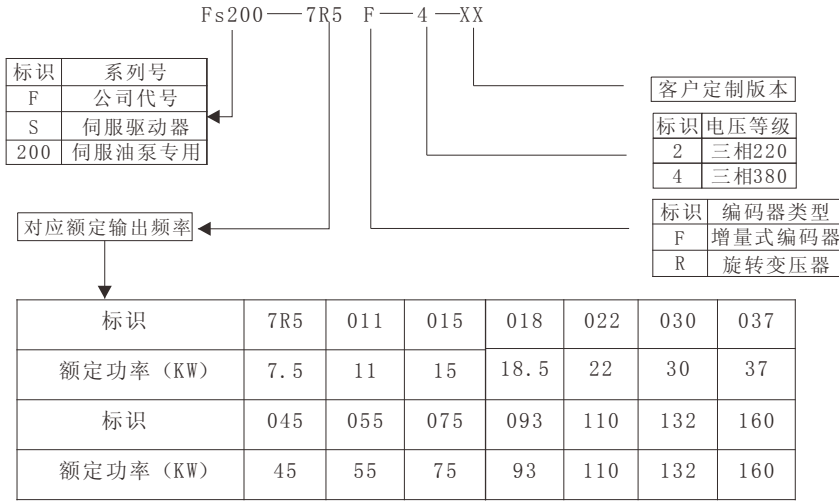 Fs200—7R5 F—4—XX
标识 系列号
F 公司代号
S 伺服驱动器
200 伺服油泵专用
客户定制版本
标识 电压等级
2 三相220
4 三相380
标识 编码器类型
F 增量式编码器
R 旋转变压器
对应额定输出频率
标识 7R5 011 015 018 022 030 037
额定功率（KW） 7.5 11 15 18.5 22 30 37
标识 045 055 075 093 110 132 160
额定功率（KW） 45 55 75 93 110 132 160